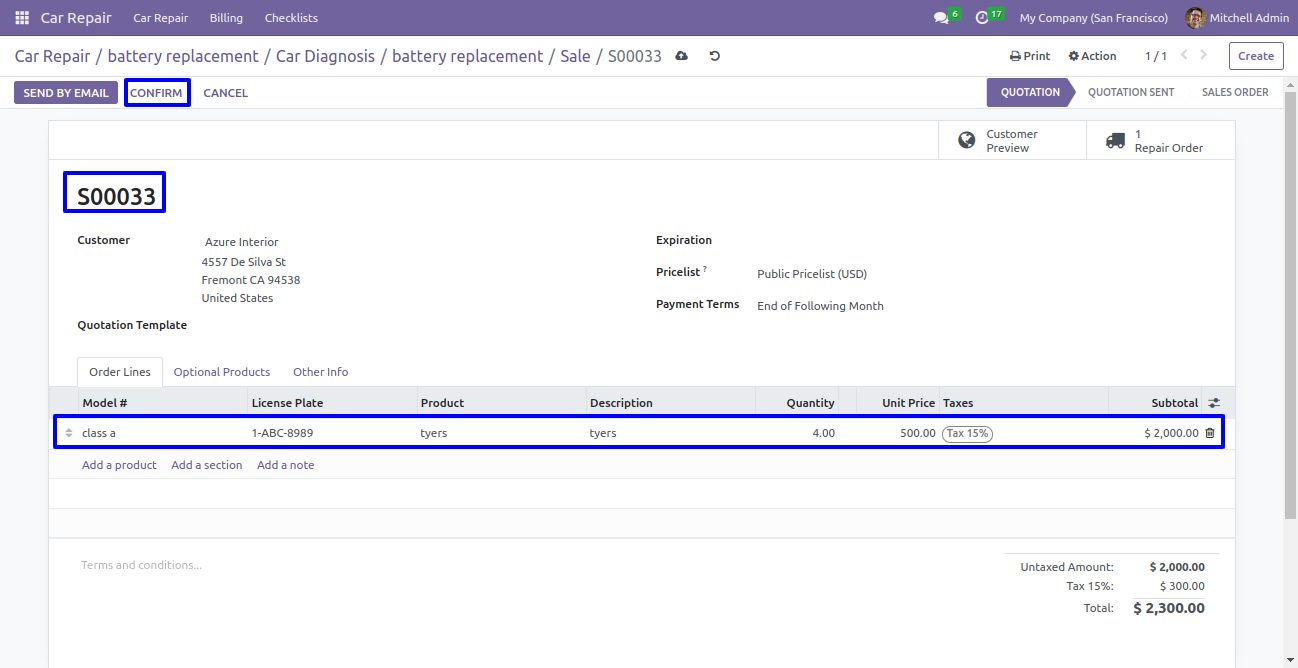 Car Repair Car Repair Billing Checklists 6 17 My Company (San Francisco) Mitchell Admin
Car Repair / battery replacement / Car Diagnosis / battery replacement / Sale / S00033 Print Action 1 / 1 Create
SEND BY EMAIL CONFIRM CANCEL QUOTATION QUOTATION SENT SALES ORDER
Customer Preview 1 Repair Order
S00033
Customer Azure Interior Expiration
4557 De Silva St
Fremont CA 94538 Pricelist ? Public Pricelist (USD)
United States Payment Terms End of Following Month
Quotation Template
Order Lines Optional Products Other Info
Model # License Plate Product Description Quantity Unit Price Taxes Subtotal
class a 1-ABC-8989 tyers tyers 4.00 500.00 Tax 15% $ 2,000.00
Add a product Add a section Add a note
Terms and conditions... Untaxed Amount: $ 2,000.00
Tax 15%: $ 300.00
Total: $ 2,300.00